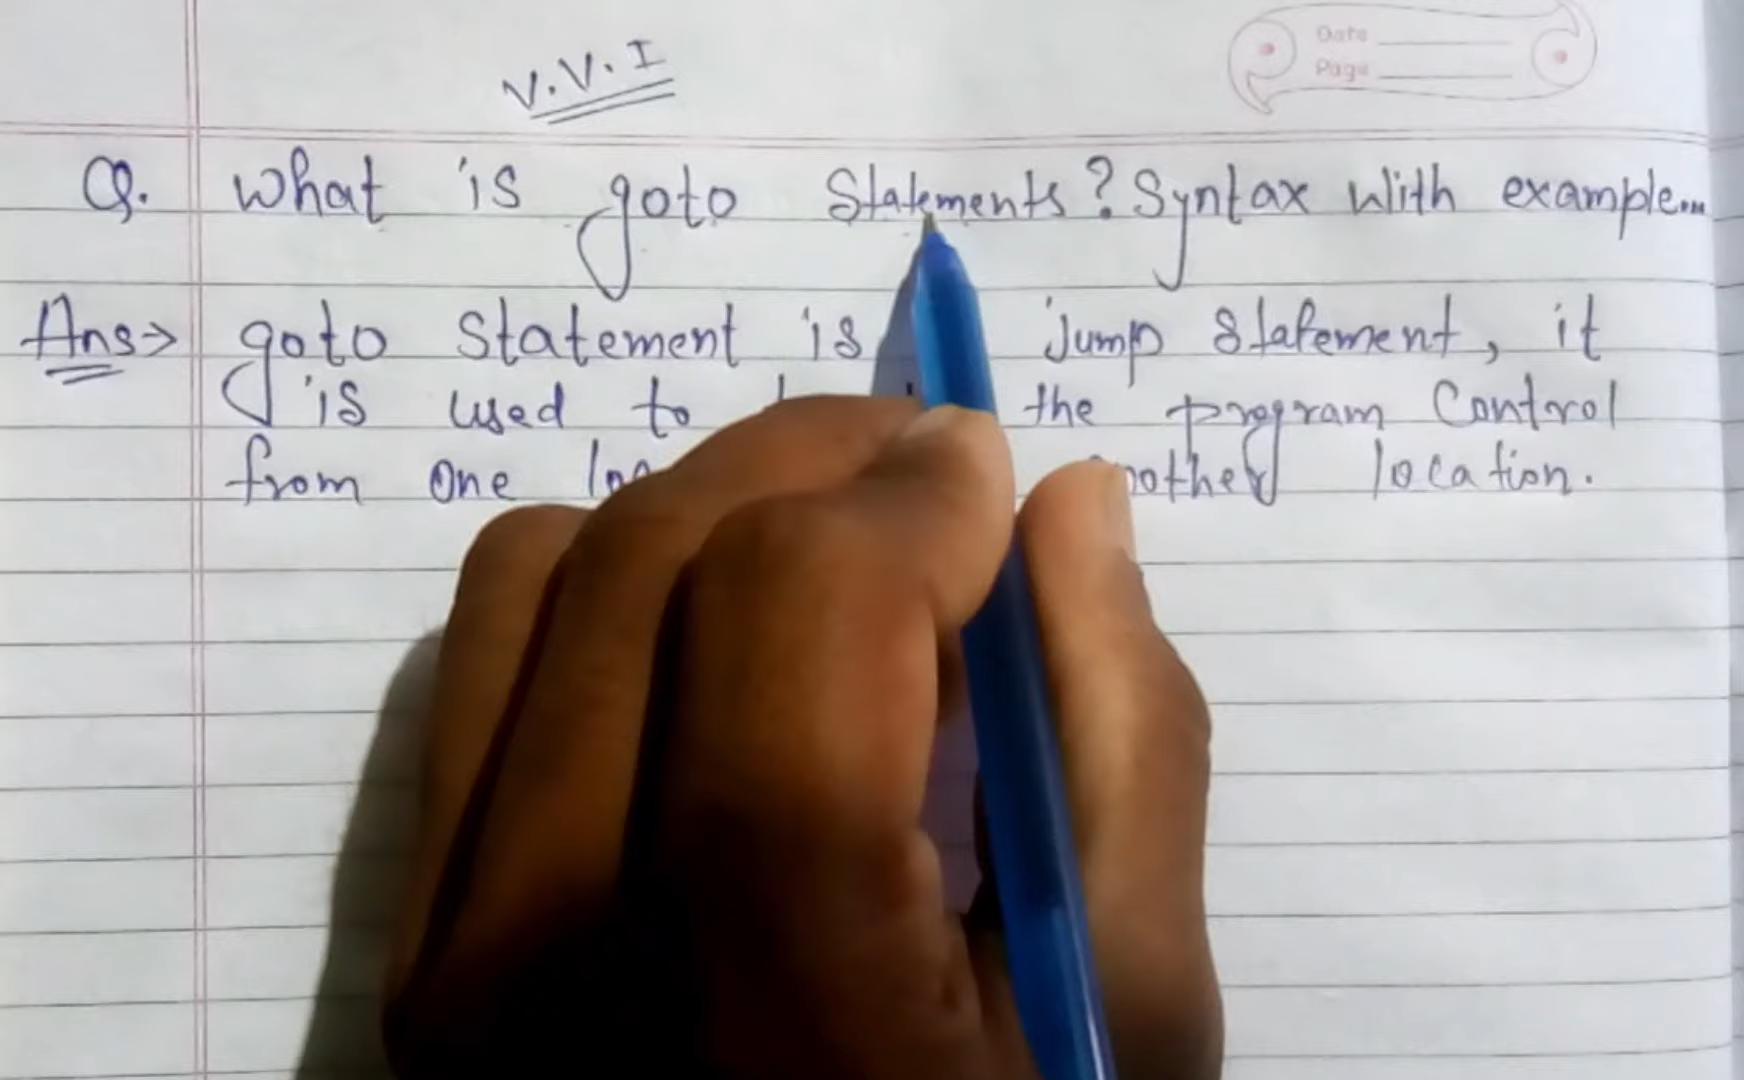 V.V.I
Date
Page
Q. What is goto Statements? Syntax with example...
Ans→ goto statement is jump statement, it
is used to the program Control
from one another location.